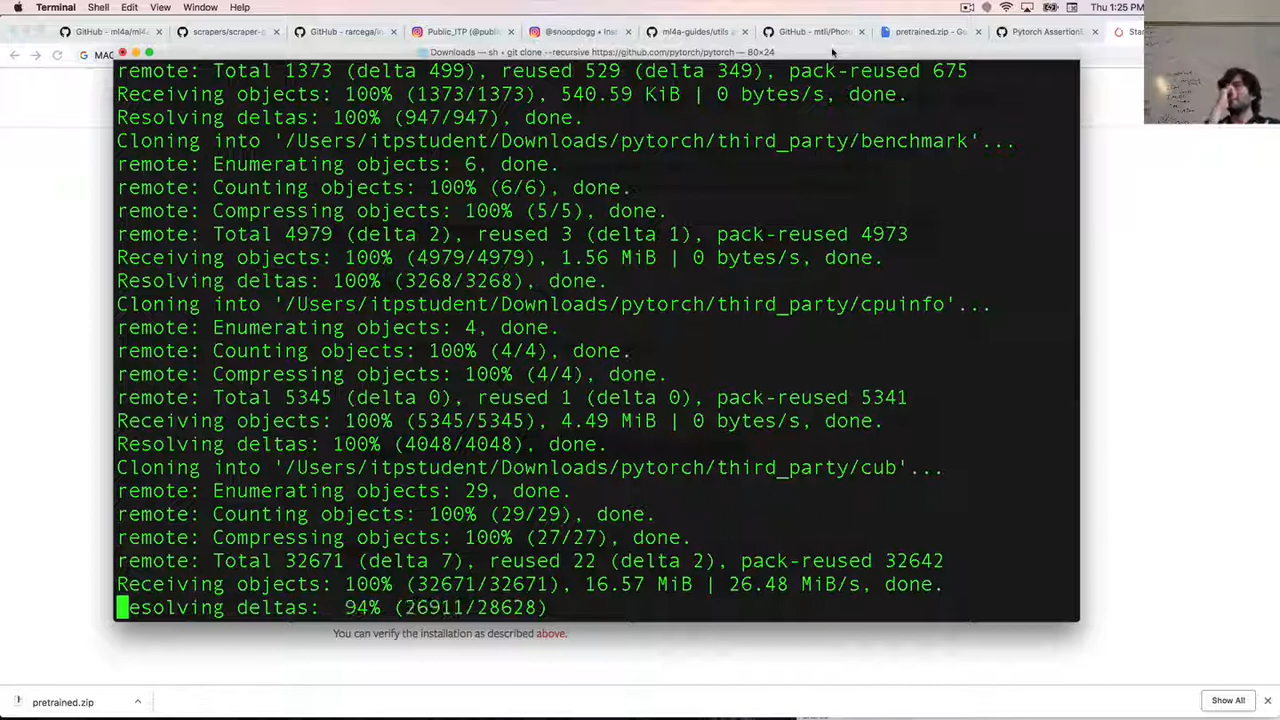 Terminal Shell Edit View Window Help
Thu 1:25 PM
GitHub - ml4a/ml4
scrapers/scraper-
GitHub - rarcega/in
Public_ITP (@public
@snoopdogg • Ins
ml4a-guides/utils a
GitHub - mtli/Photo
pretrained.zip - Go
Pytorch AssertionE
Sta
MAC
Downloads — sh • git clone --recursive https://github.com/pytorch/pytorch — 80×24
remote: Total 1373 (delta 499), reused 529 (delta 349), pack-reused 675
Receiving objects: 100% (1373/1373), 540.59 KiB | 0 bytes/s, done.
Resolving deltas: 100% (947/947), done.
Cloning into '/Users/itpstudent/Downloads/pytorch/third_party/benchmark'...
remote: Enumerating objects: 6, done.
remote: Counting objects: 100% (6/6), done.
remote: Compressing objects: 100% (5/5), done.
remote: Total 4979 (delta 2), reused 3 (delta 1), pack-reused 4973
Receiving objects: 100% (4979/4979), 1.56 MiB | 0 bytes/s, done.
Resolving deltas: 100% (3268/3268), done.
Cloning into '/Users/itpstudent/Downloads/pytorch/third_party/cpuinfo'...
remote: Enumerating objects: 4, done.
remote: Counting objects: 100% (4/4), done.
remote: Compressing objects: 100% (4/4), done.
remote: Total 5345 (delta 0), reused 1 (delta 0), pack-reused 5341
Receiving objects: 100% (5345/5345), 4.49 MiB | 0 bytes/s, done.
Resolving deltas: 100% (4048/4048), done.
Cloning into '/Users/itpstudent/Downloads/pytorch/third_party/cub'...
remote: Enumerating objects: 29, done.
remote: Counting objects: 100% (29/29), done.
remote: Compressing objects: 100% (27/27), done.
remote: Total 32671 (delta 7), reused 22 (delta 2), pack-reused 32642
Receiving objects: 100% (32671/32671), 16.57 MiB | 26.48 MiB/s, done.
esolving deltas: 94% (26911/28628)
You can verify the installation as described above.
pretrained.zip
Show All